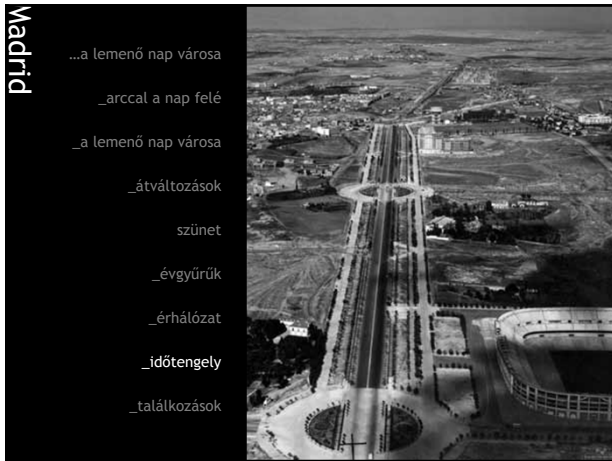 Madrid
…a lemenő nap városa
_arccal a nap felé
_a lemenő nap városa
_átváltozások
szünet
_évgyűrűk
_érhálózat
_időtengely
_találkozások